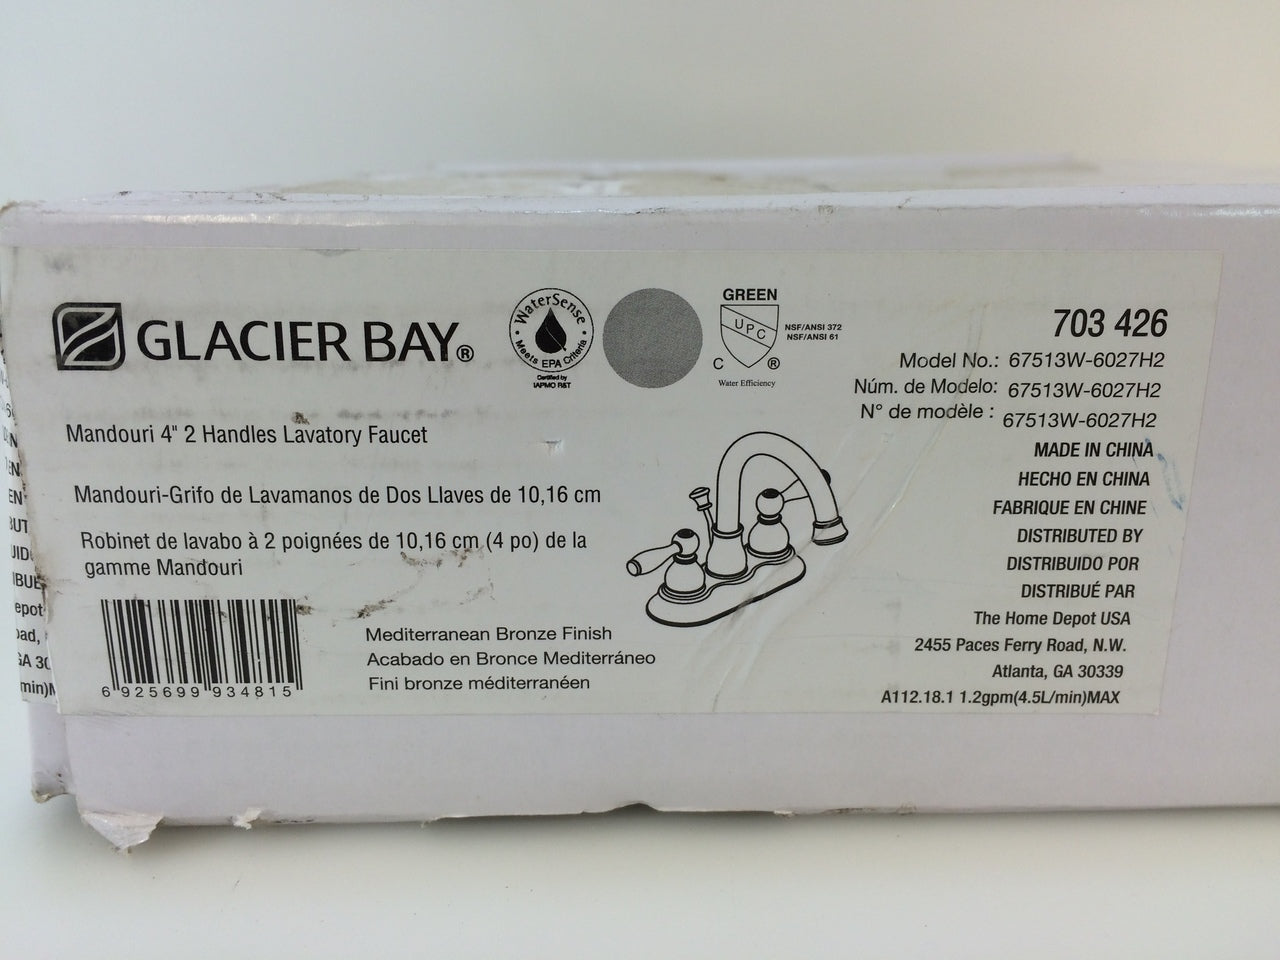 GLACIER BAY®
WaterSense
Meets EPA Criteria
Certified by
IAPMO R&T
GREEN
UPC
C ®
NSF/ANSI 372
NSF/ANSI 61
Water Efficiency
703 426
Model No.: 67513W-6027H2
Núm. de Modelo: 67513W-6027H2
N° de modèle : 67513W-6027H2
MADE IN CHINA
HECHO EN CHINA
FABRIQUE EN CHINE
DISTRIBUTED BY
DISTRIBUIDO POR
DISTRIBUÉ PAR
The Home Depot USA
2455 Paces Ferry Road, N.W.
Atlanta, GA 30339
A112.18.1 1.2gpm(4.5L/min)MAX
Mandouri 4" 2 Handles Lavatory Faucet
Mandouri-Grifo de Lavamanos de Dos Llaves de 10,16 cm
Robinet de lavabo à 2 poignées de 10,16 cm (4 po) de la
gamme Mandouri
6 925699 934815
Mediterranean Bronze Finish
Acabado en Bronce Mediterráneo
Fini bronze méditerranéen